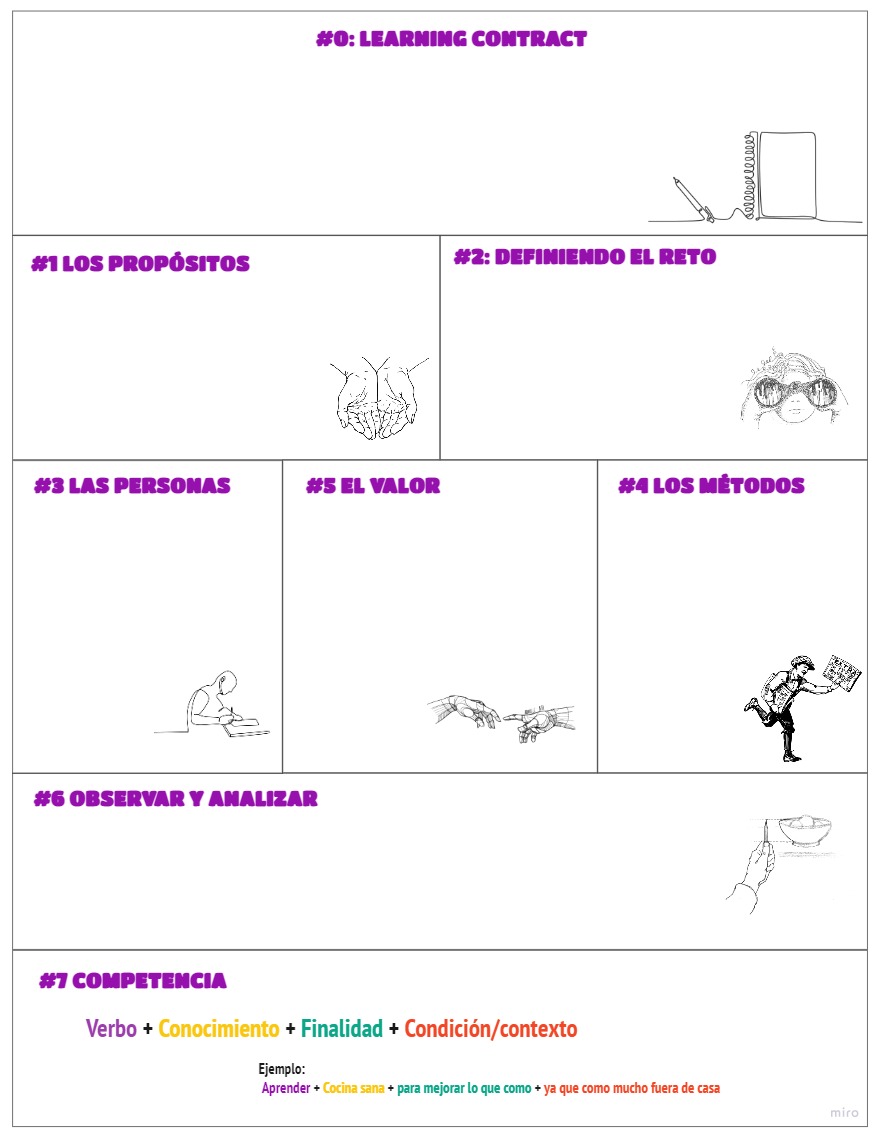 #0: LEARNING CONTRACT
#1 LOS PROPÓSITOS
#2: DEFINIENDO EL RETO
#3 LAS PERSONAS
#5 EL VALOR
#4 LOS MÉTODOS
EXTRA
#6 OBSERVAR Y ANALIZAR
#7 COMPETENCIA
Verbo + Conocimiento + Finalidad + Condición/contexto
Ejemplo:
Aprender + Cocina sana + para mejorar lo que como + ya que como mucho fuera de casa
miro